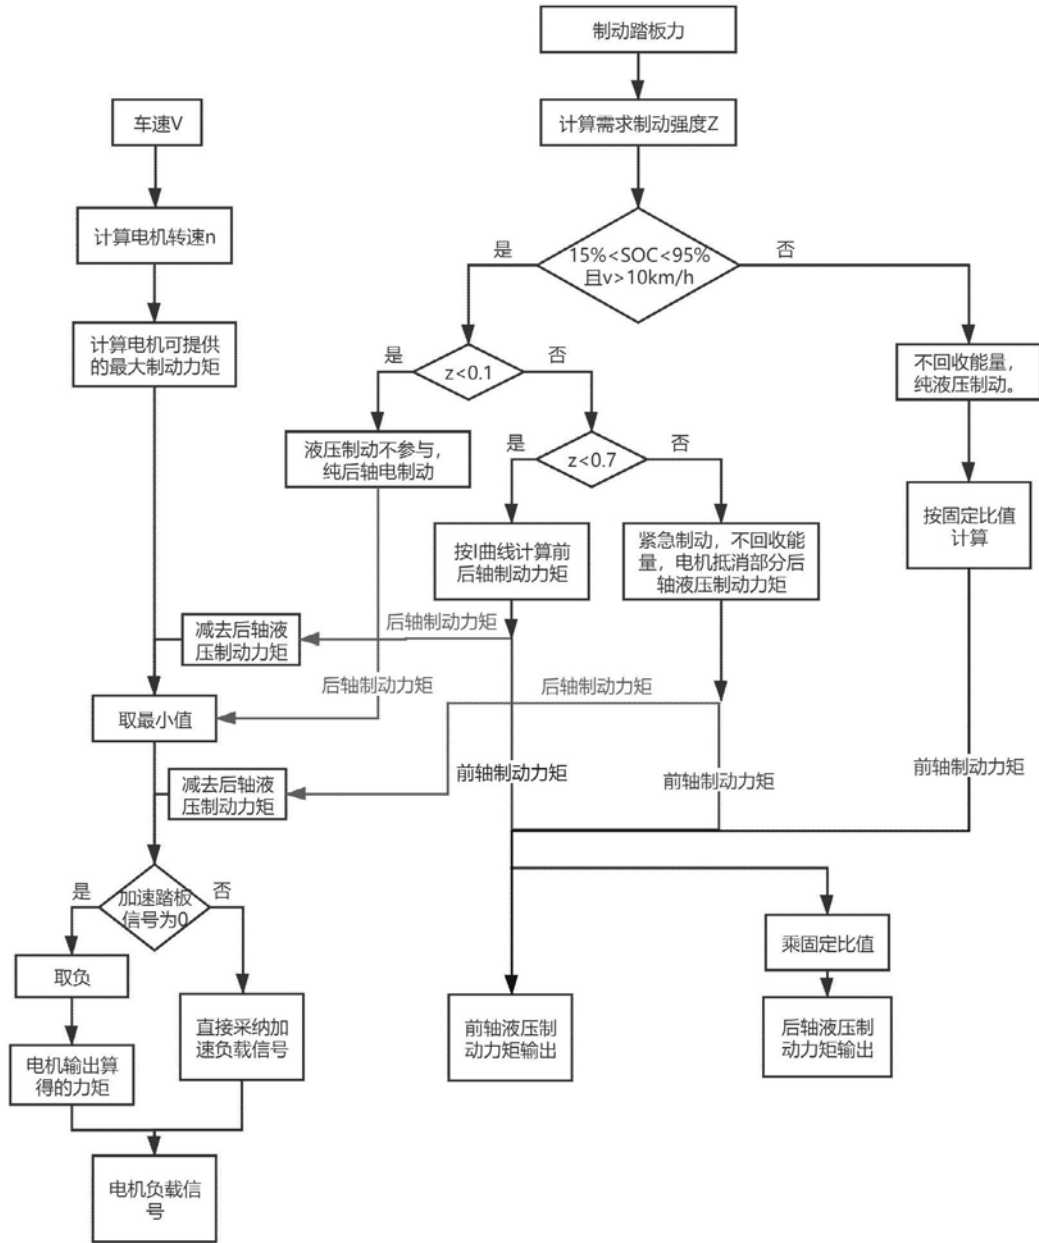 制动踏板力
车速V
计算需求制动强度Z
计算电机转速n
是
15%<SOC<95%
且v>10km/h
否
计算电机可提供
的最大制动力矩
是
z<0.1
否
不回收能量，
纯液压制动。
液压制动不参与，
纯后轴电制动
是
z<0.7
否
按I曲线计算前
后轴制动力矩
紧急制动，不回收能
量，电机抵消部分后
轴液压制动力矩
按固定比值
计算
减去后轴液
压制动力矩
后轴制动力矩
后轴制动力矩
后轴制动力矩
取最小值
减去后轴液
压制动力矩
前轴制动力矩
前轴制动力矩
前轴制动力矩
是
加速踏板
信号为0
否
取负
乘固定比值
直接采纳加
速负载信号
前轴液压制
动力矩输出
后轴液压制
动力矩输出
电机输出算
得的力矩
电机负载信
号